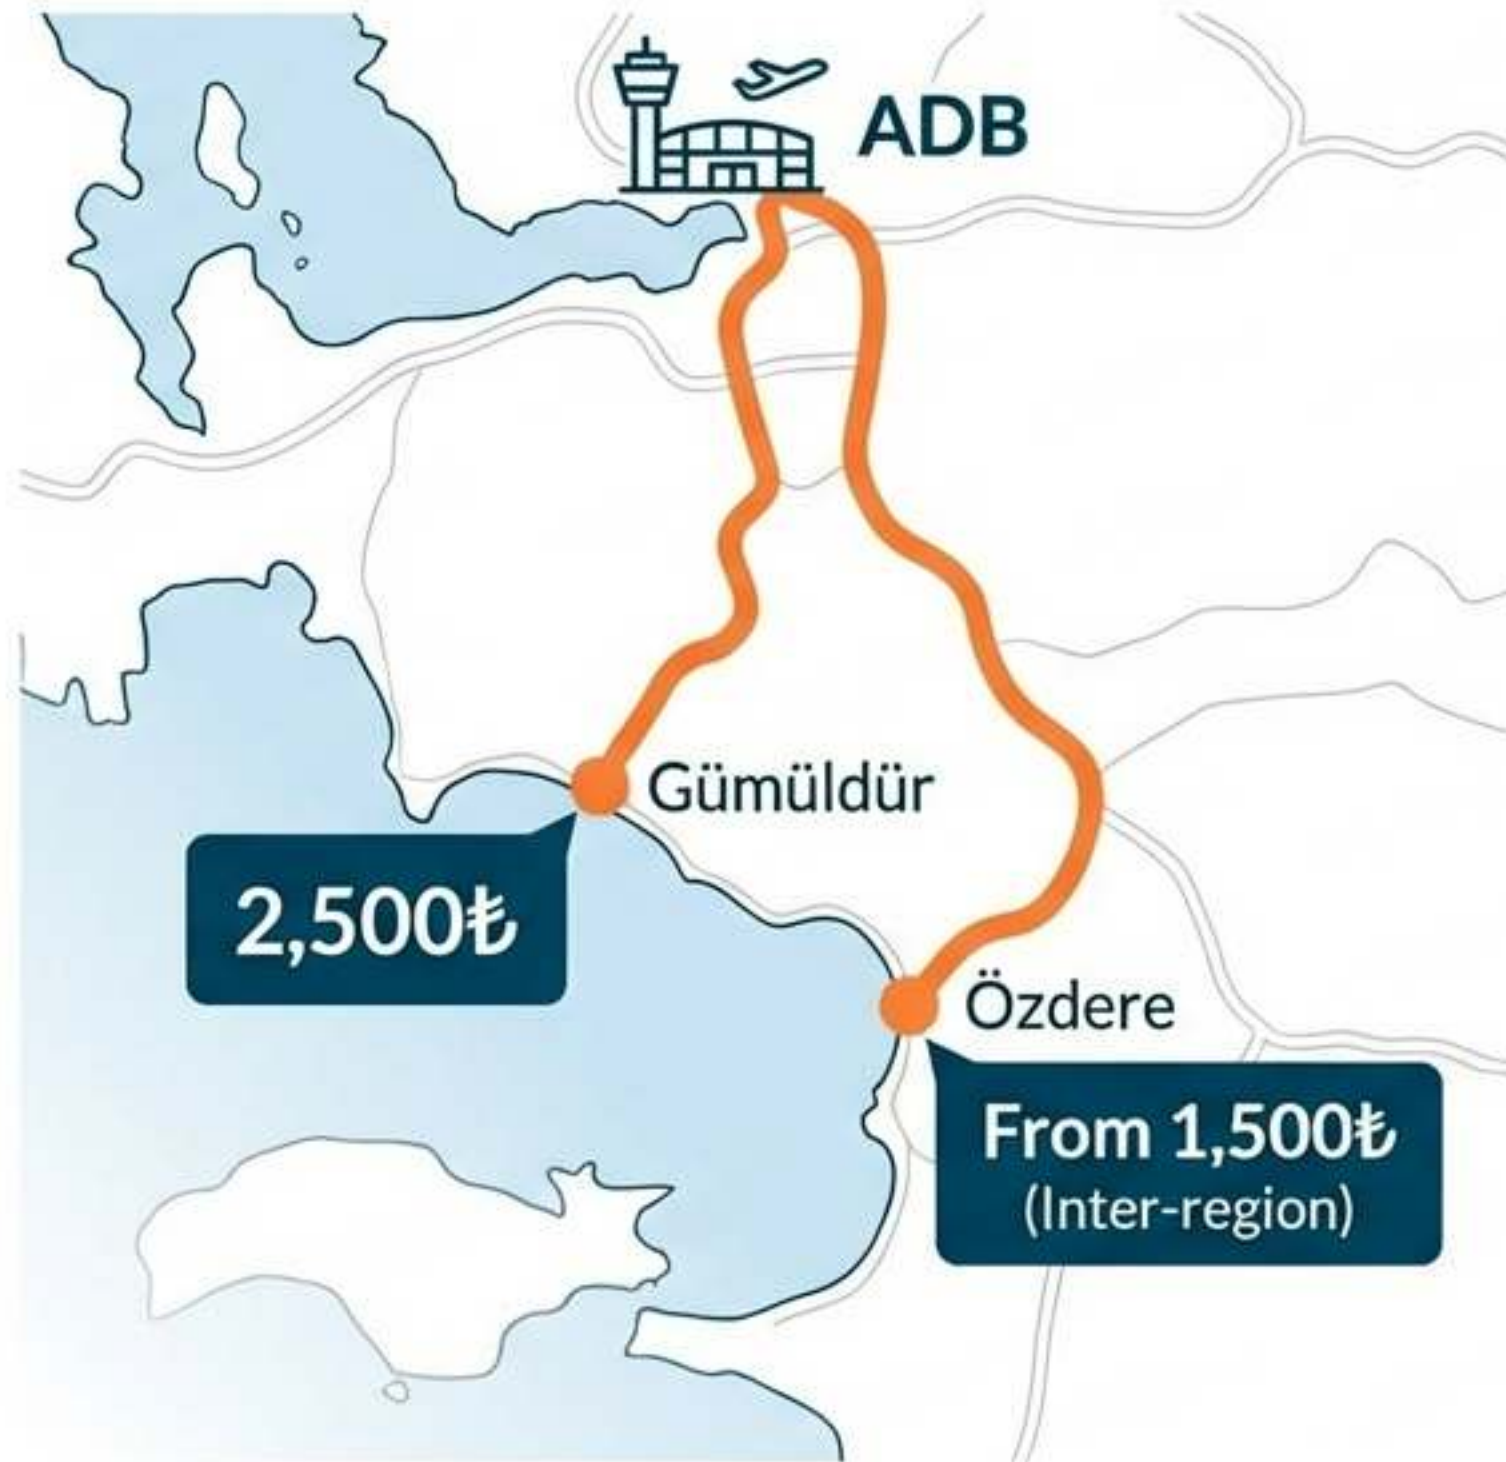 ADB
Gümüldür
2,500₺
Özdere
From 1,500₺
(Inter-region)